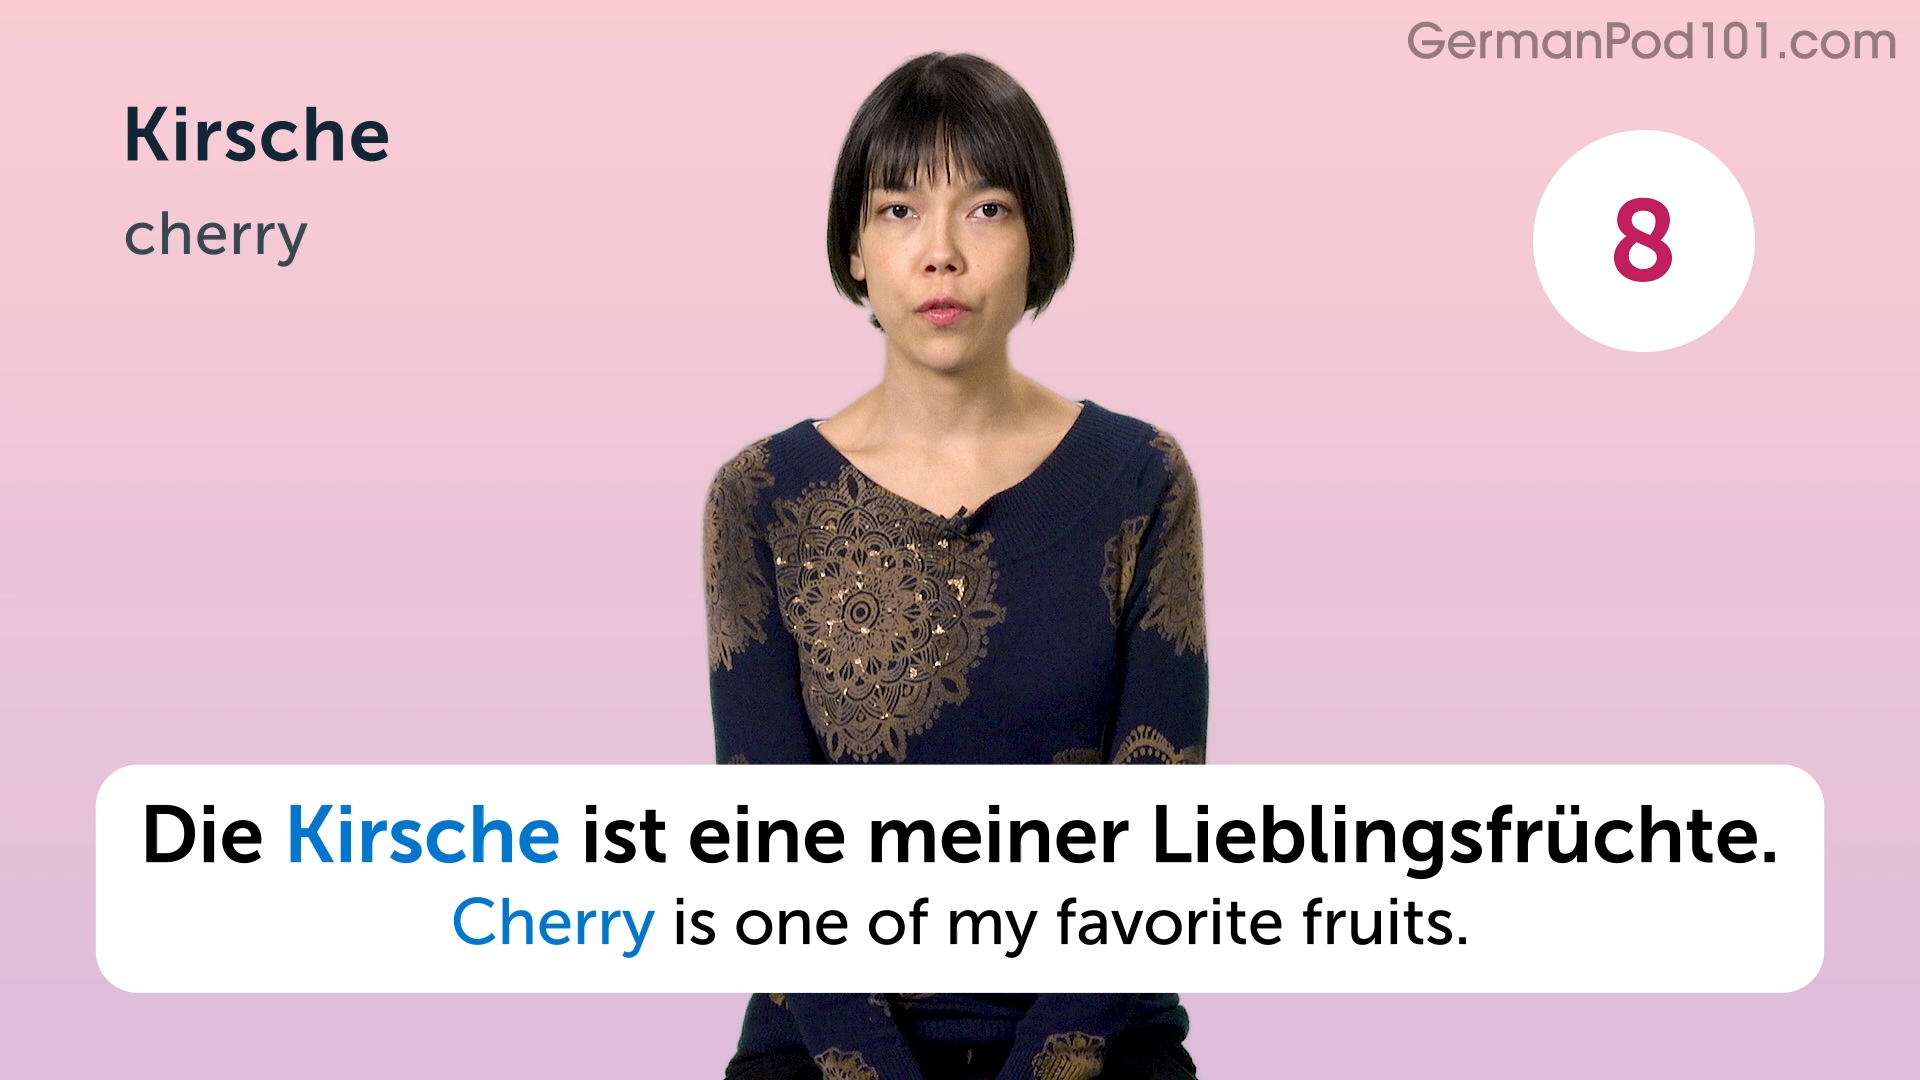 GermanPod101.com
Kirsche
cherry
8
Die Kirsche ist eine meiner Lieblingsfrüchte.
Cherry is one of my favorite fruits.